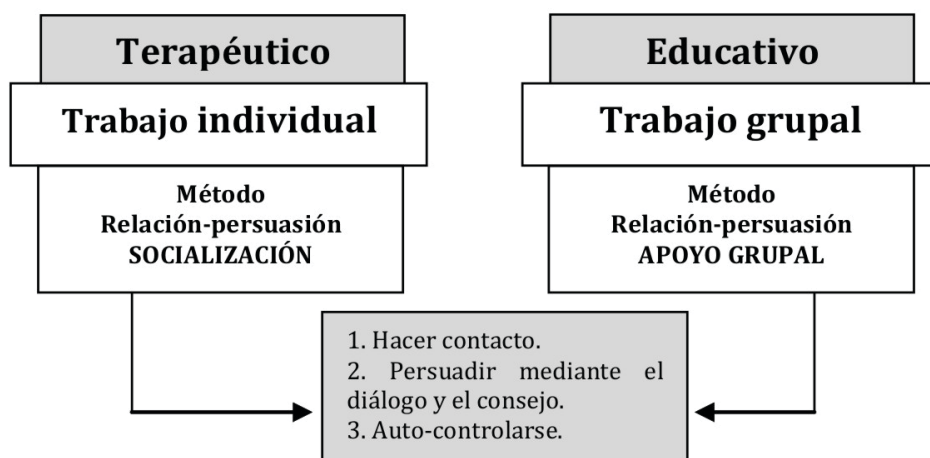 Terapéutico
Trabajo individual
Método
Relación-persuasión
SOCIALIZACIÓN
Educativo
Trabajo grupal
Método
Relación-persuasión
APOYO GRUPAL
1. Hacer contacto.
2. Persuadir mediante el
diálogo y el consejo.
3. Auto-controlarse.